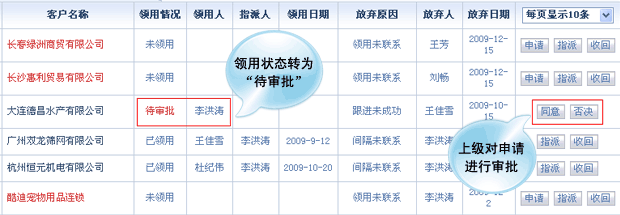 客户名称 领用情况 领用人 指派人 领用日期 放弃原因 放弃人 放弃日期 每页显示10条
长春绿洲商贸有限公司 未领用 领用未联系 王芳 2009-12-15 申请 指派 收回
领用状态转为
“待审批”
长沙惠利贸易有限公司 未领用 领用未联系 刘畅 2009-12-15 申请 指派 收回
大连德昌水产有限公司 待审批 李洪涛 跟进未成功 王佳雪 2009-10-15 同意 否决
广州双龙筛网有限公司 已领用 王佳雪 李洪涛 2009-9-12 间隔未联系 李洪涛 指派 收回
上级对申请
进行审批
杭州恒元机电有限公司 已领用 杜纪伟 李洪涛 2009-10-20 间隔未联系 李洪涛 指派 收回
酷迪宠物用品连锁 未领用 领用未联系 李洪涛 2 申请 指派 收回